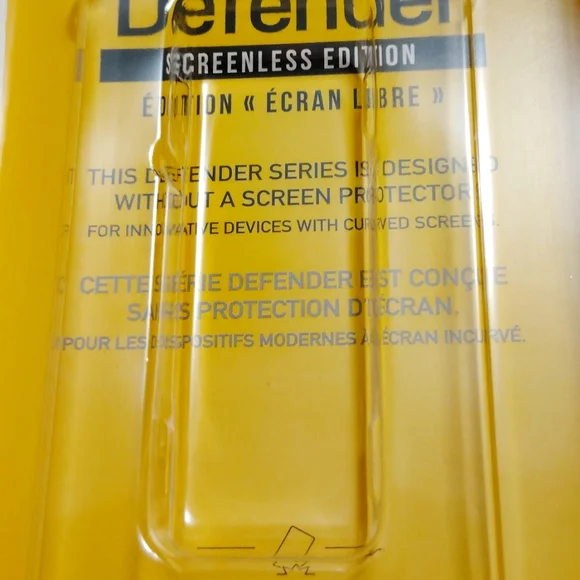 Defender
SCREENLESS EDITION
ÉDITION « ÉCRAN LIBRE »
THIS DEFENDER SERIES IS DESIGNED
WITHOUT A SCREEN PROTECTOR
FOR INNOVATIVE DEVICES WITH CURVED SCREENS.
CETTE SÉRIE DEFENDER EST CONÇUE
SANS PROTECTION D'ÉCRAN,
POUR LES DISPOSITIFS MODERNES À ÉCRAN INCURVÉ.